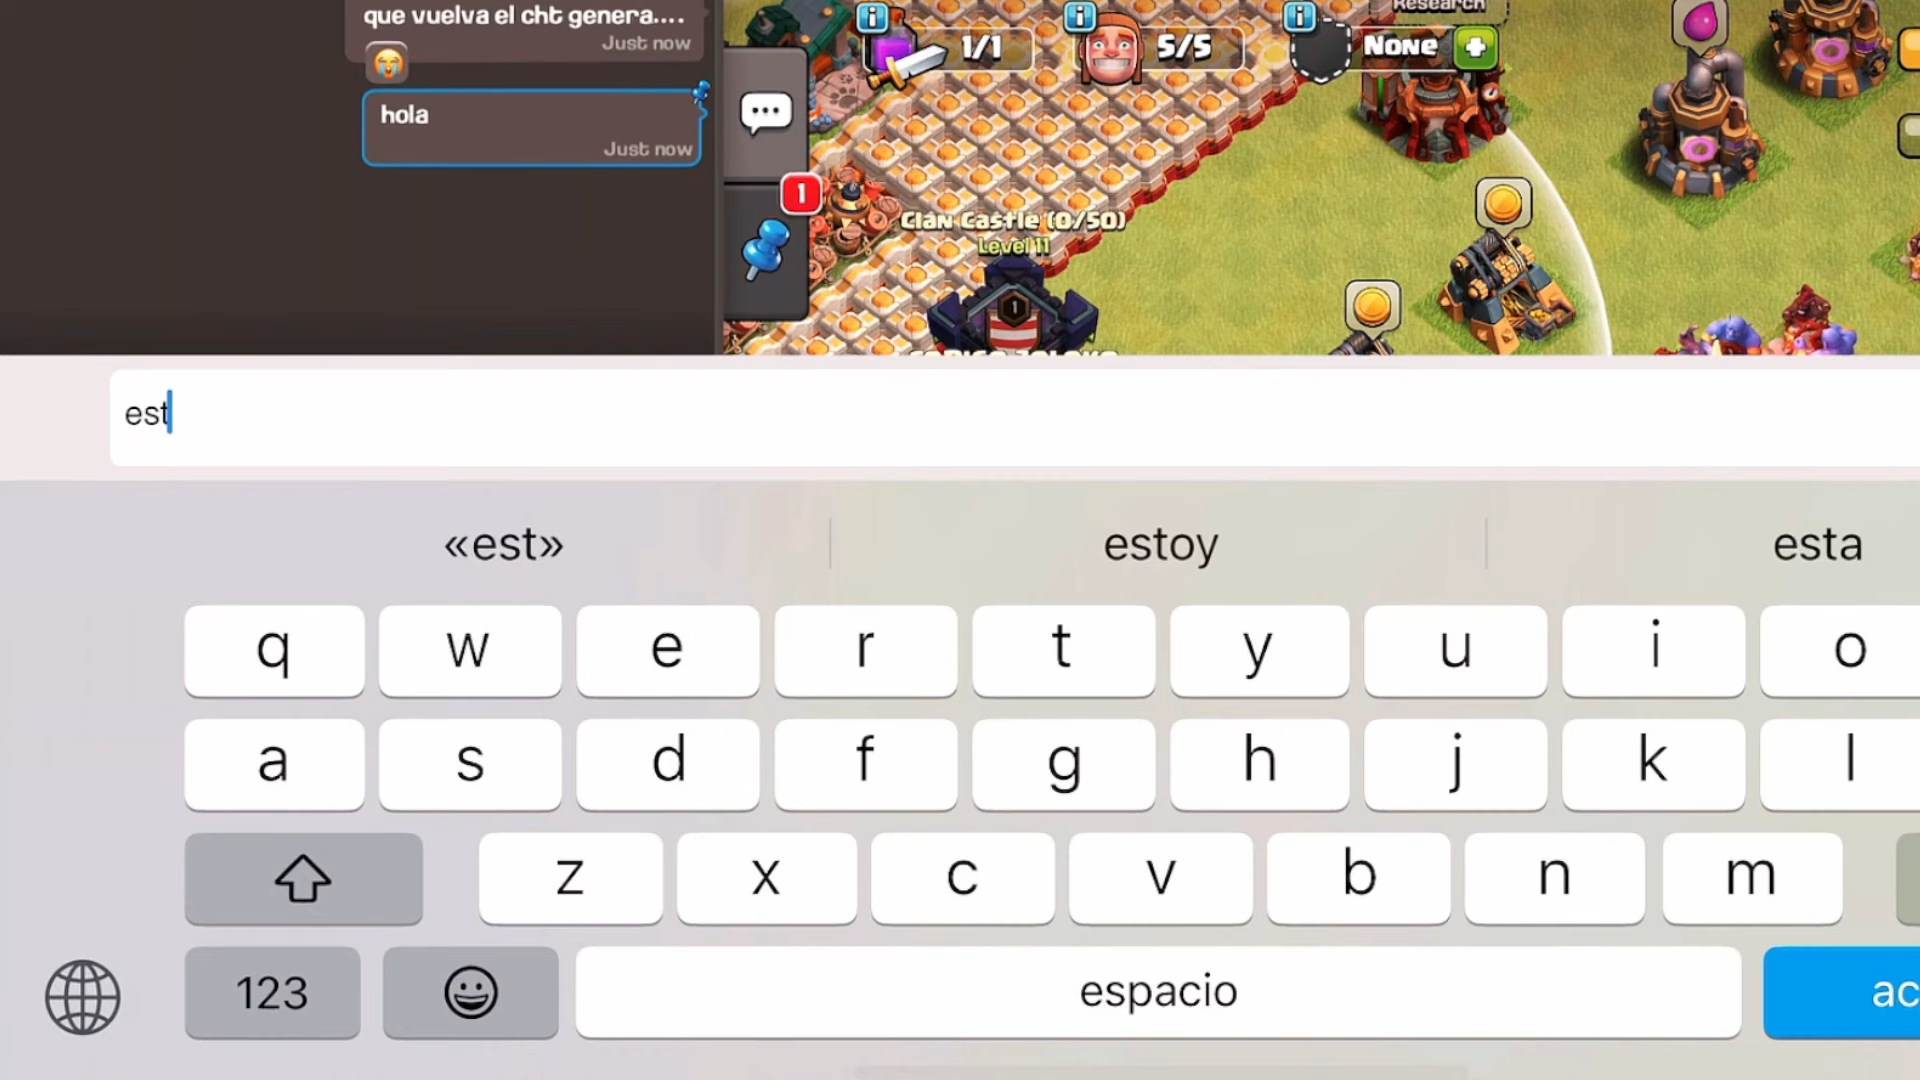 que vuelva el cht genera....
Just now
hola
Just now
1
1/1
5/5
Research
None
Clan Castle (0/50)
Level 11
1
est
«est»
estoy
esta
q w e r t y u i o
a s d f g h j k l
z x c v b n m
123
espacio
ac